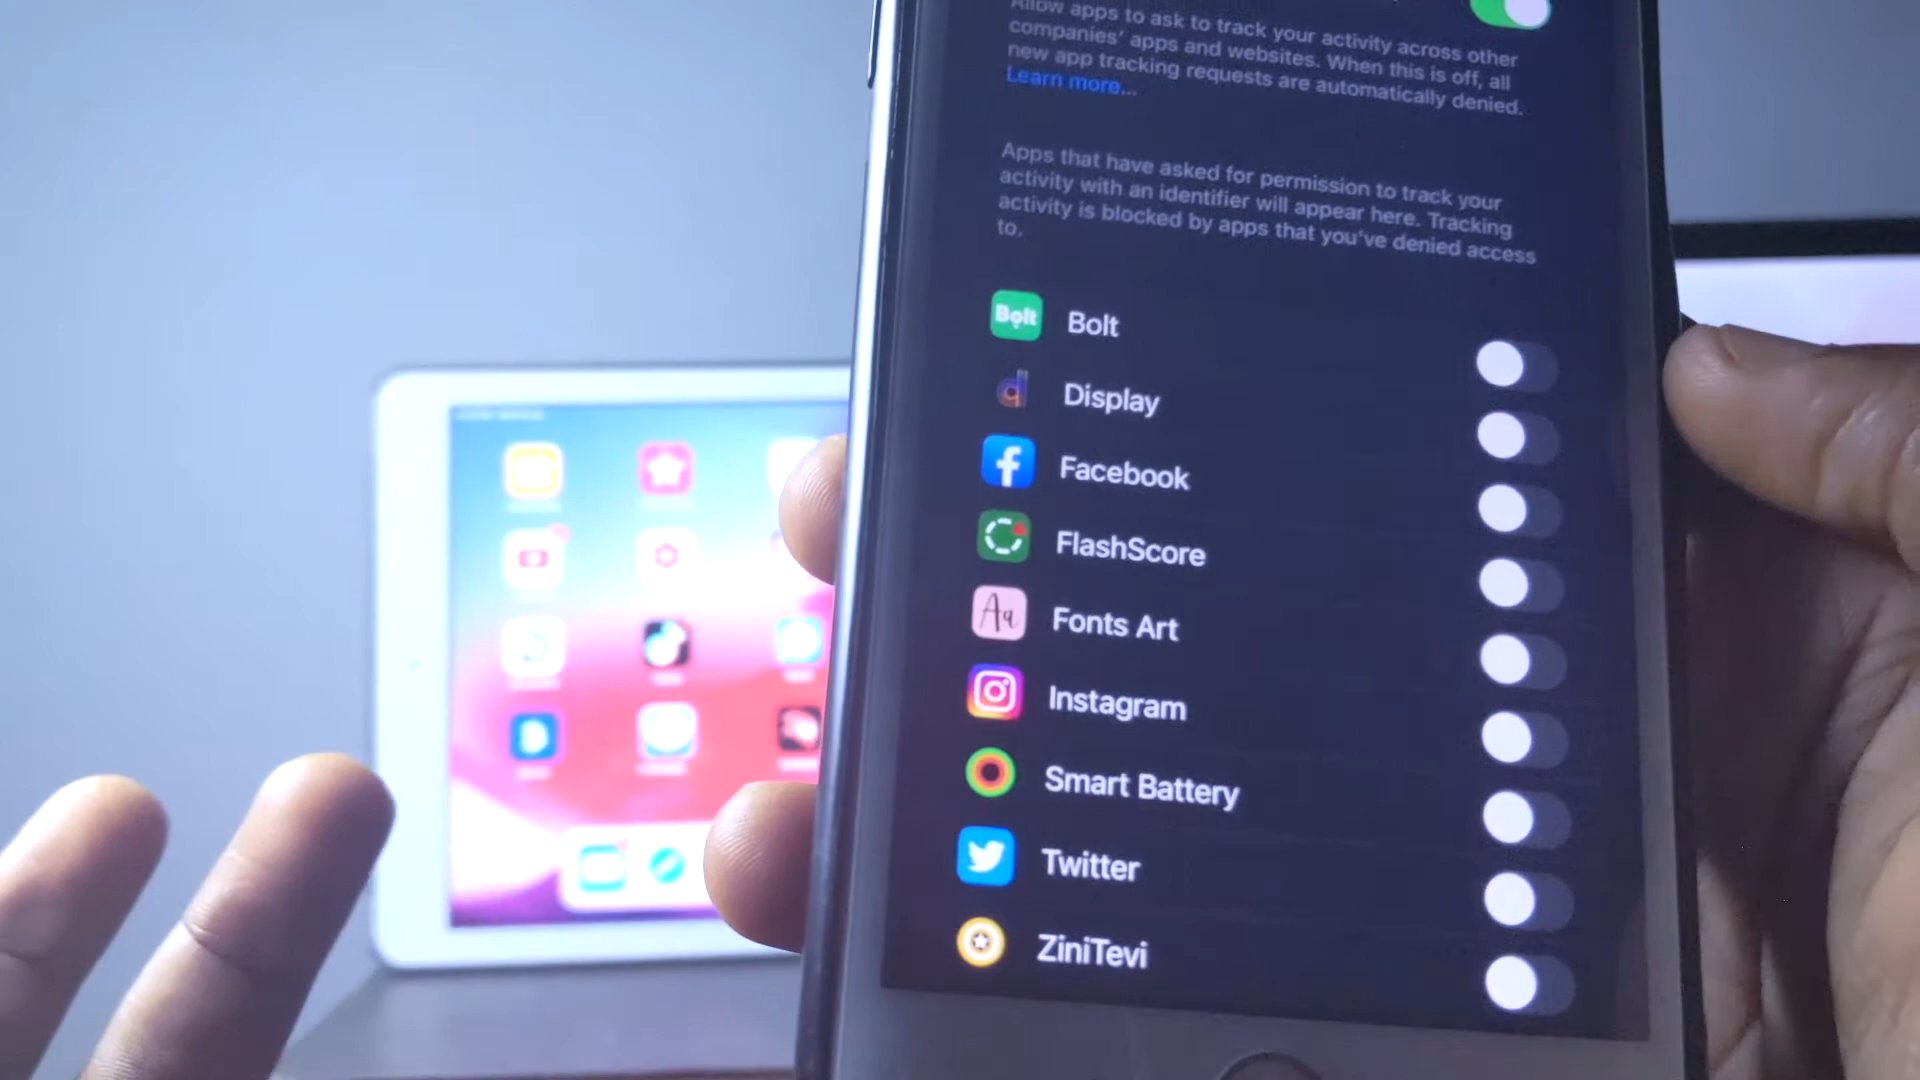 Allow apps to ask to track your activity across other
companies' apps and websites. When this is off, all
new app tracking requests are automatically denied.
Learn more...
Apps that have asked for permission to track your
activity with an identifier will appear here. Tracking
activity is blocked by apps that you've denied access
to.
Bolt Bolt
Display
Facebook
FlashScore
Aa Fonts Art
Instagram
Smart Battery
Twitter
ZiniTevi